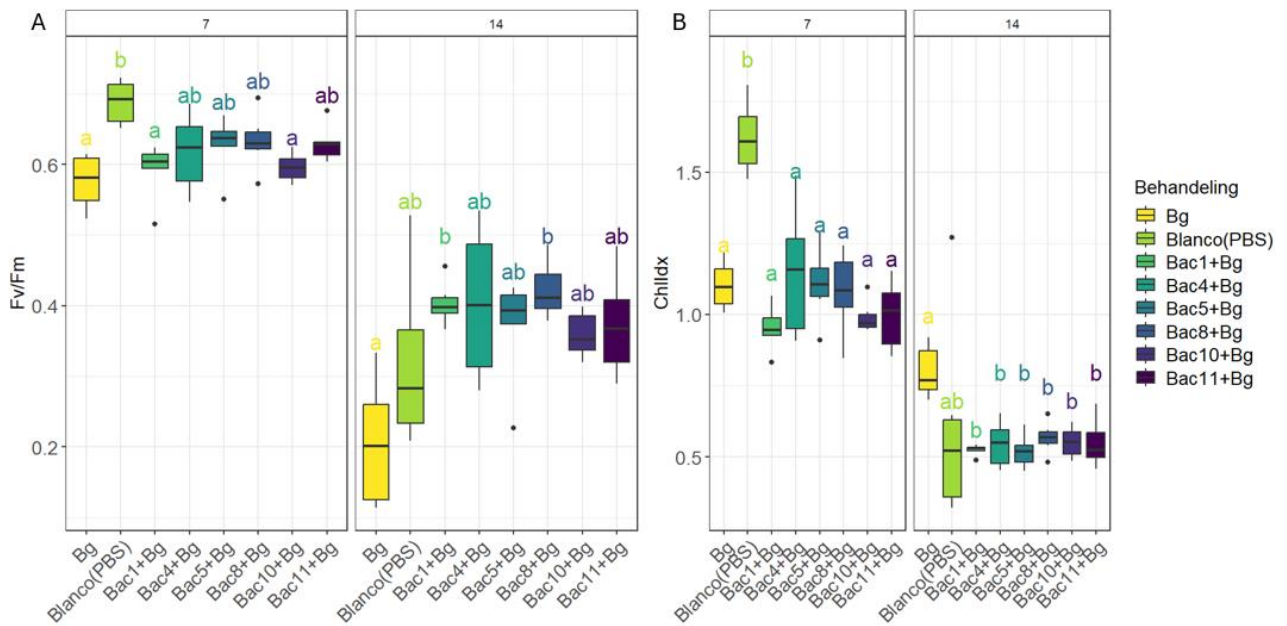 A
7
14
b
a
a
ab
ab
ab
a
ab
a
ab
b
ab
ab
b
ab
ab
Fv/Fm
0.6
0.4
0.2
Bg
Blanco(PBS)
Bac1+Bg
Bac4+Bg
Bac5+Bg
Bac8+Bg
Bac10+Bg
Bac11+Bg
Bg
Blanco(PBS)
Bac1+Bg
Bac4+Bg
Bac5+Bg
Bac8+Bg
Bac10+Bg
Bac11+Bg
B
7
14
a
b
a
a
a
a
a
a
a
ab
b
b
b
b
b
b
ChlIdx
1.5
1.0
0.5
Bg
Blanco(PBS)
Bac1+Bg
Bac4+Bg
Bac5+Bg
Bac8+Bg
Bac10+Bg
Bac11+Bg
Bg
Blanco(PBS)
Bac1+Bg
Bac4+Bg
Bac5+Bg
Bac8+Bg
Bac10+Bg
Bac11+Bg
Behandeling
Bg
Blanco(PBS)
Bac1+Bg
Bac4+Bg
Bac5+Bg
Bac8+Bg
Bac10+Bg
Bac11+Bg